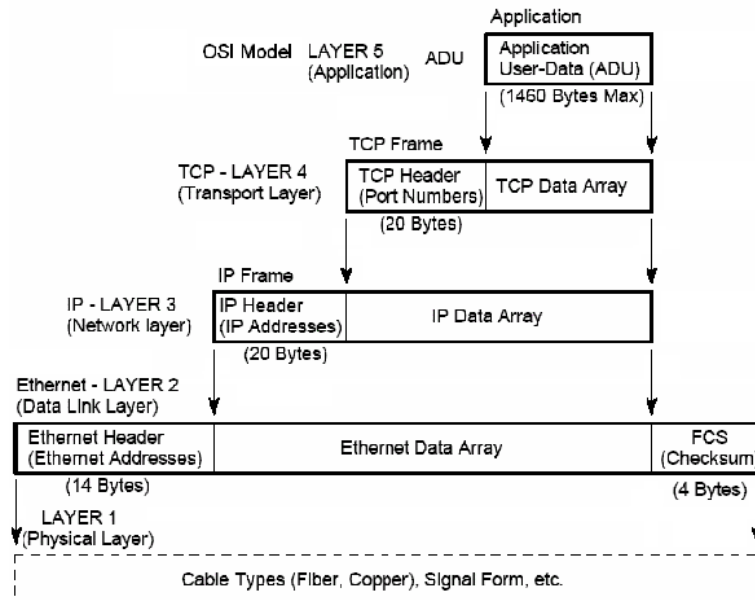 Application
OSI Model LAYER 5 ADU
(Application)
Application
User-Data (ADU)
(1460 Bytes Max)
TCP Frame
TCP - LAYER 4
(Transport Layer)
TCP Header
(Port Numbers)
TCP Data Array
(20 Bytes)
IP Frame
IP - LAYER 3
(Network layer)
IP Header
(IP Addresses)
IP Data Array
(20 Bytes)
Ethernet - LAYER 2
(Data Link Layer)
Ethernet Header
(Ethernet Addresses)
Ethernet Data Array
FCS
(Checksum)
(14 Bytes)
(4 Bytes)
LAYER 1
(Physical Layer)
Cable Types (Fiber, Copper), Signal Form, etc.